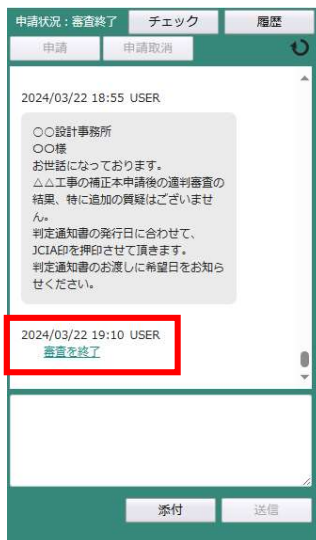 申請状況：審査終了 チェック 履歴
申請 申請取消
2024/03/22 18:55 USER
〇〇設計事務所
〇〇様
お世話になっております。
△△工事の補正本申請後の適判審査の
結果、特に追加の質疑はございませ
ん。
判定通知書の発行日に合わせて、
JCIA印を押印させて頂きます。
判定通知書のお渡しに希望日をお知ら
せください。
2024/03/22 19:10 USER
審査を終了
添付 送信